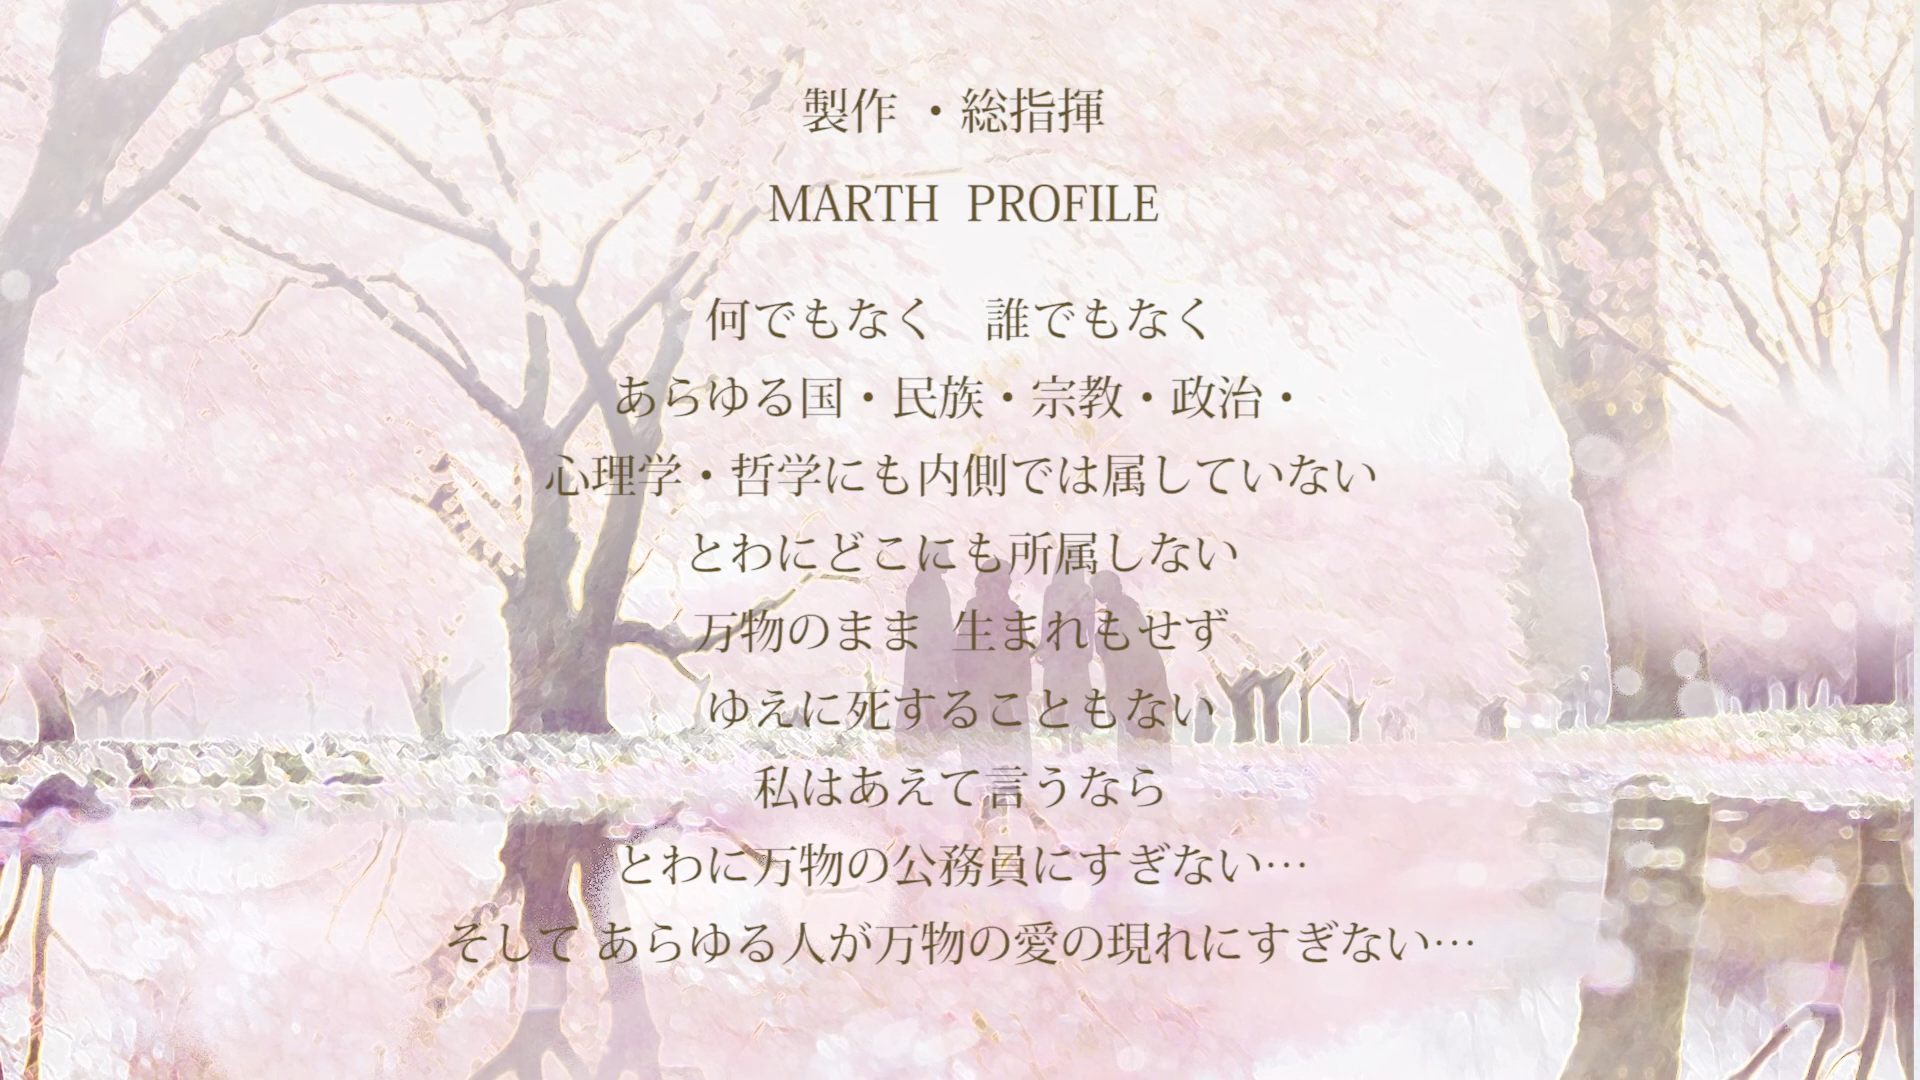 製作 ・総指揮
MARTH PROFILE
何でもなく　誰でもなく
あらゆる国・民族・宗教・政治・
心理学・哲学にも内側では属していない
とわにどこにも所属しない
万物のまま 生まれもせず
ゆえに死することもない
私はあえて言うなら
とわに万物の公務員にすぎない…
そして あらゆる人が万物の愛の現れにすぎない…